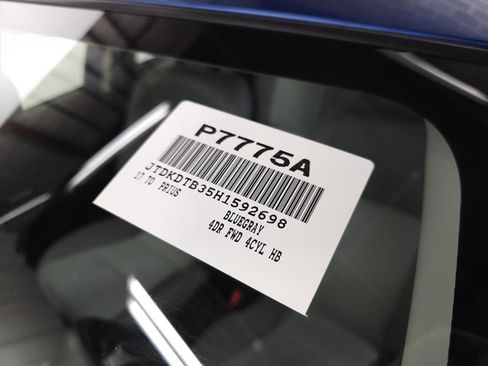 P7775A
JTDKDTB35H1592698
17 TO PRIUS
BLUEGRAY
4DR FWD 4CYL HB